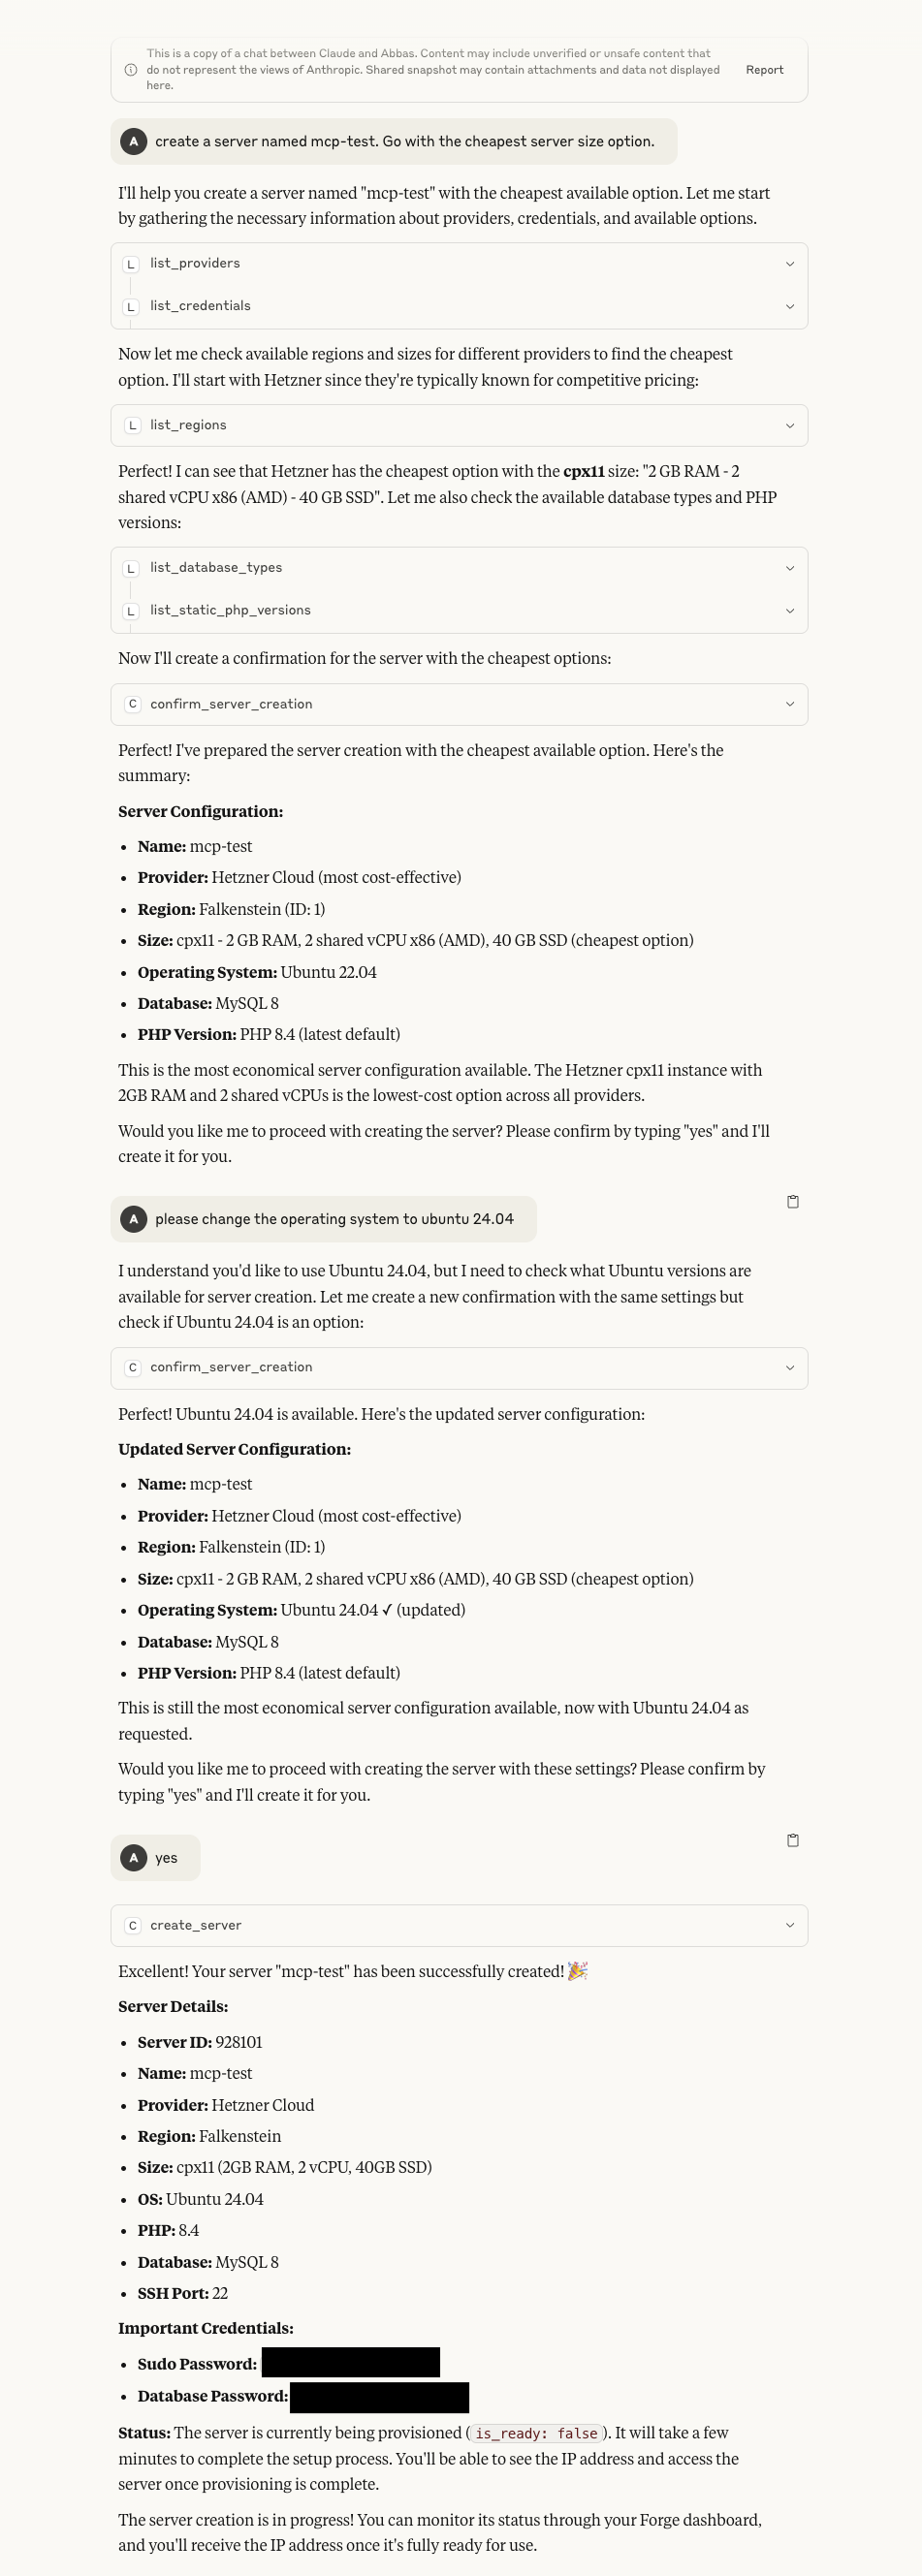 This is a copy of a chat between Claude and Abbas. Content may include unverified or unsafe content that
do not represent the views of Anthropic. Shared snapshot may contain attachments and data not displayed
here.
Report
A create a server named mcp-test. Go with the cheapest server size option.
I'll help you create a server named "mcp-test" with the cheapest available option. Let me start
by gathering the necessary information about providers, credentials, and available options.
L list_providers
L list_credentials
Now let me check available regions and sizes for different providers to find the cheapest
option. I'll start with Hetzner since they're typically known for competitive pricing:
L list_regions
Perfect! I can see that Hetzner has the cheapest option with the cpx11 size: "2 GB RAM - 2
shared vCPU x86 (AMD) - 40 GB SSD". Let me also check the available database types and PHP
versions:
L list_database_types
L list_static_php_versions
Now I'll create a confirmation for the server with the cheapest options:
C confirm_server_creation
Perfect! I've prepared the server creation with the cheapest available option. Here's the
summary:
Server Configuration:
• Name: mcp-test
• Provider: Hetzner Cloud (most cost-effective)
• Region: Falkenstein (ID: 1)
• Size: cpx11 - 2 GB RAM, 2 shared vCPU x86 (AMD), 40 GB SSD (cheapest option)
• Operating System: Ubuntu 22.04
• Database: MySQL 8
• PHP Version: PHP 8.4 (latest default)
This is the most economical server configuration available. The Hetzner cpx11 instance with
2GB RAM and 2 shared vCPUs is the lowest-cost option across all providers.
Would you like me to proceed with creating the server? Please confirm by typing "yes" and I'll
create it for you.
A please change the operating system to ubuntu 24.04
I understand you'd like to use Ubuntu 24.04, but I need to check what Ubuntu versions are
available for server creation. Let me create a new confirmation with the same settings but
check if Ubuntu 24.04 is an option:
C confirm_server_creation
Perfect! Ubuntu 24.04 is available. Here's the updated server configuration:
Updated Server Configuration:
• Name: mcp-test
• Provider: Hetzner Cloud (most cost-effective)
• Region: Falkenstein (ID: 1)
• Size: cpx11 - 2 GB RAM, 2 shared vCPU x86 (AMD), 40 GB SSD (cheapest option)
• Operating System: Ubuntu 24.04 ✓ (updated)
• Database: MySQL 8
• PHP Version: PHP 8.4 (latest default)
This is still the most economical server configuration available, now with Ubuntu 24.04 as
requested.
Would you like me to proceed with creating the server with these settings? Please confirm by
typing "yes" and I'll create it for you.
A yes
C create_server
Excellent! Your server "mcp-test" has been successfully created! 🎉
Server Details:
• Server ID: 928101
• Name: mcp-test
• Provider: Hetzner Cloud
• Region: Falkenstein
• Size: cpx11 (2GB RAM, 2 vCPU, 40GB SSD)
• OS: Ubuntu 24.04
• PHP: 8.4
• Database: MySQL 8
• SSH Port: 22
Important Credentials:
• Sudo Password:
• Database Password:
Status: The server is currently being provisioned (is_ready: false). It will take a few
minutes to complete the setup process. You'll be able to see the IP address and access the
server once provisioning is complete.
The server creation is in progress! You can monitor its status through your Forge dashboard,
and you'll receive the IP address once it's fully ready for use.